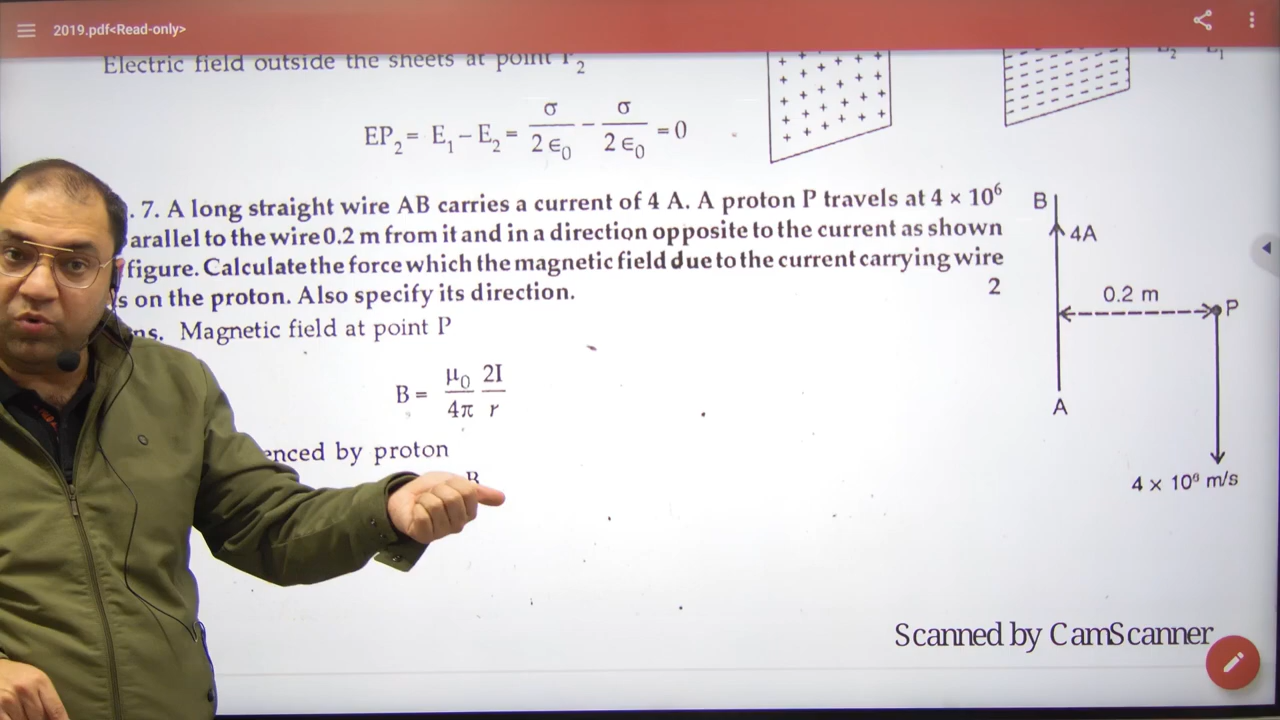 2019.pdf<Read-only>
Electric field outside the sheets at point P₂
EP₂ = E₁ – E₂ = σ/2∈₀ – σ/2∈₀ = 0
. 7. A long straight wire AB carries a current of 4 A. A proton P travels at 4 × 10⁶
arallel to the wire 0.2 m from it and in a direction opposite to the current as shown
figure. Calculate the force which the magnetic field due to the current carrying wire
s on the proton. Also specify its direction. 2
ns. Magnetic field at point P
B = μ₀/4π 2I/r
enced by proton
B
B
4A
0.2 m
P
A
4 × 10⁶ m/s
Scanned by CamScanner